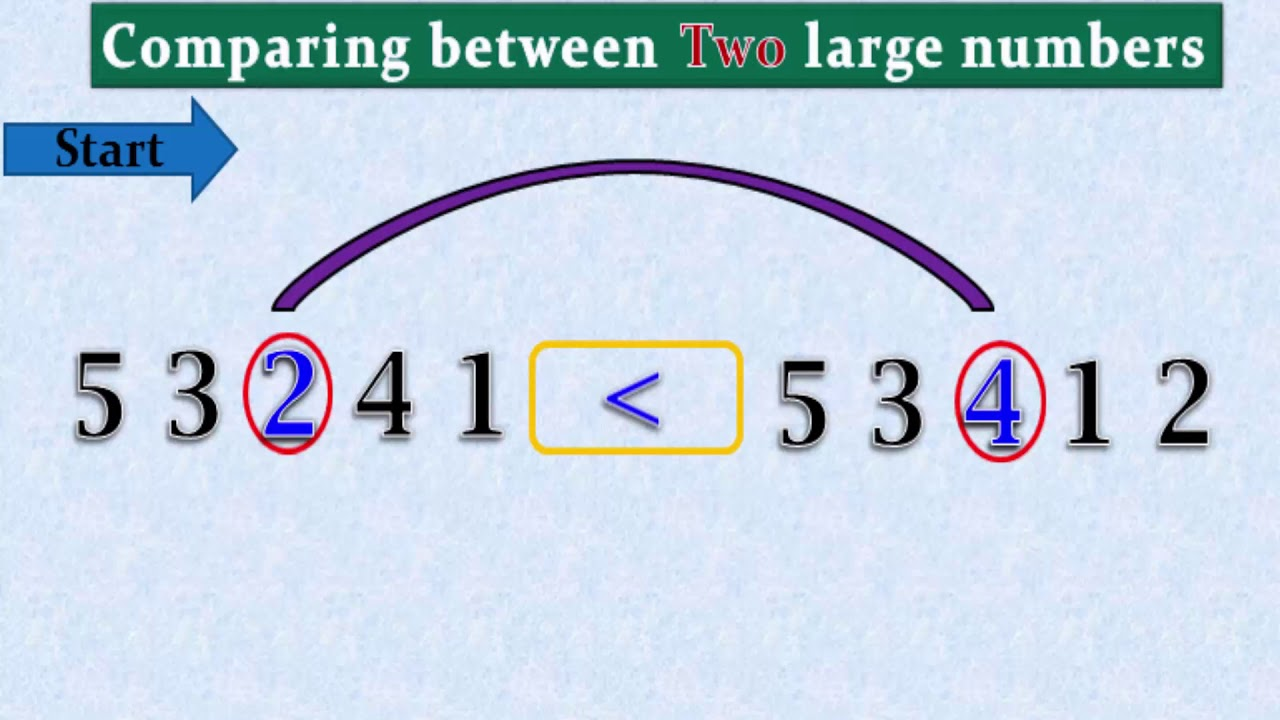 Comparing between Two large numbers
Start
5 3 2 4 1 < 5 3 4 1 2